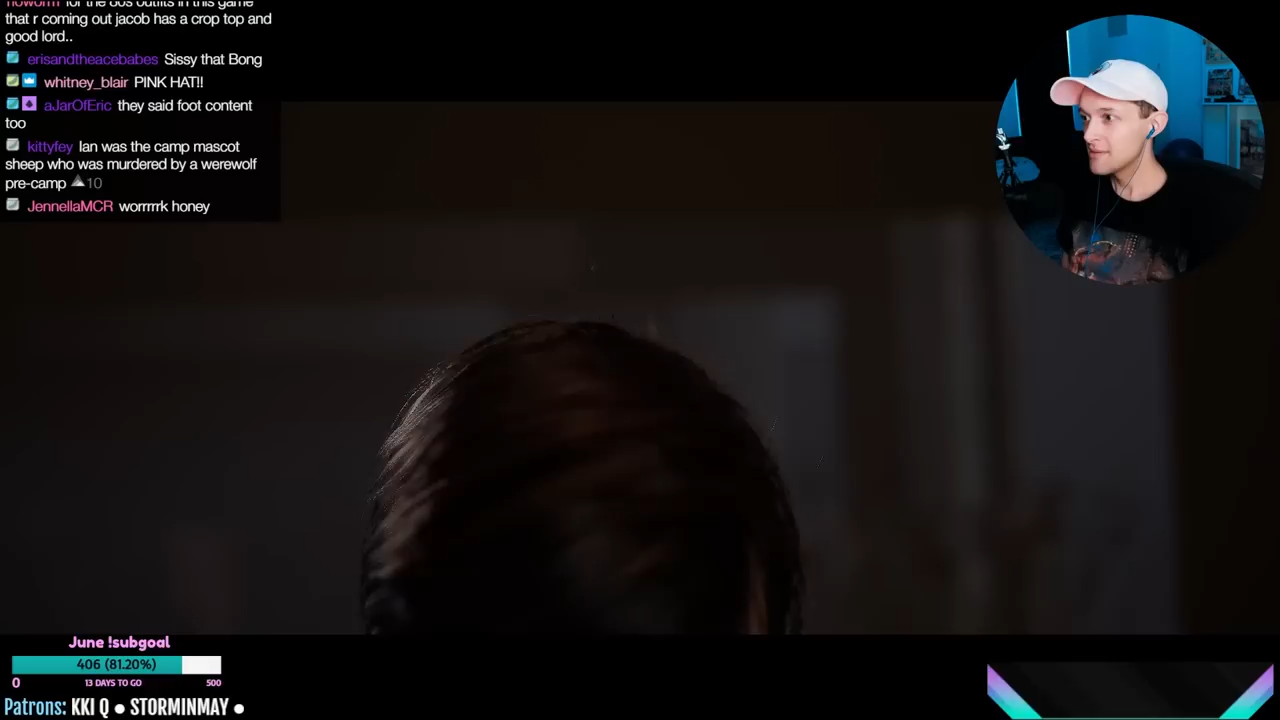 for the 80s outfits in this game
that r coming out jacob has a crop top and
good lord..
erisandtheacebabes Sissy that Bong
whitney_blair PINK HAT!!
aJarOfEric they said foot content
too
kittyfey Ian was the camp mascot
sheep who was murdered by a werewolf
pre-camp 10
JennellaMCR worrrrrk honey
June !subgoal
406 (81.20%)
0 13 DAYS TO GO 500
Patrons: KKI Q ● STORMINMAY ●